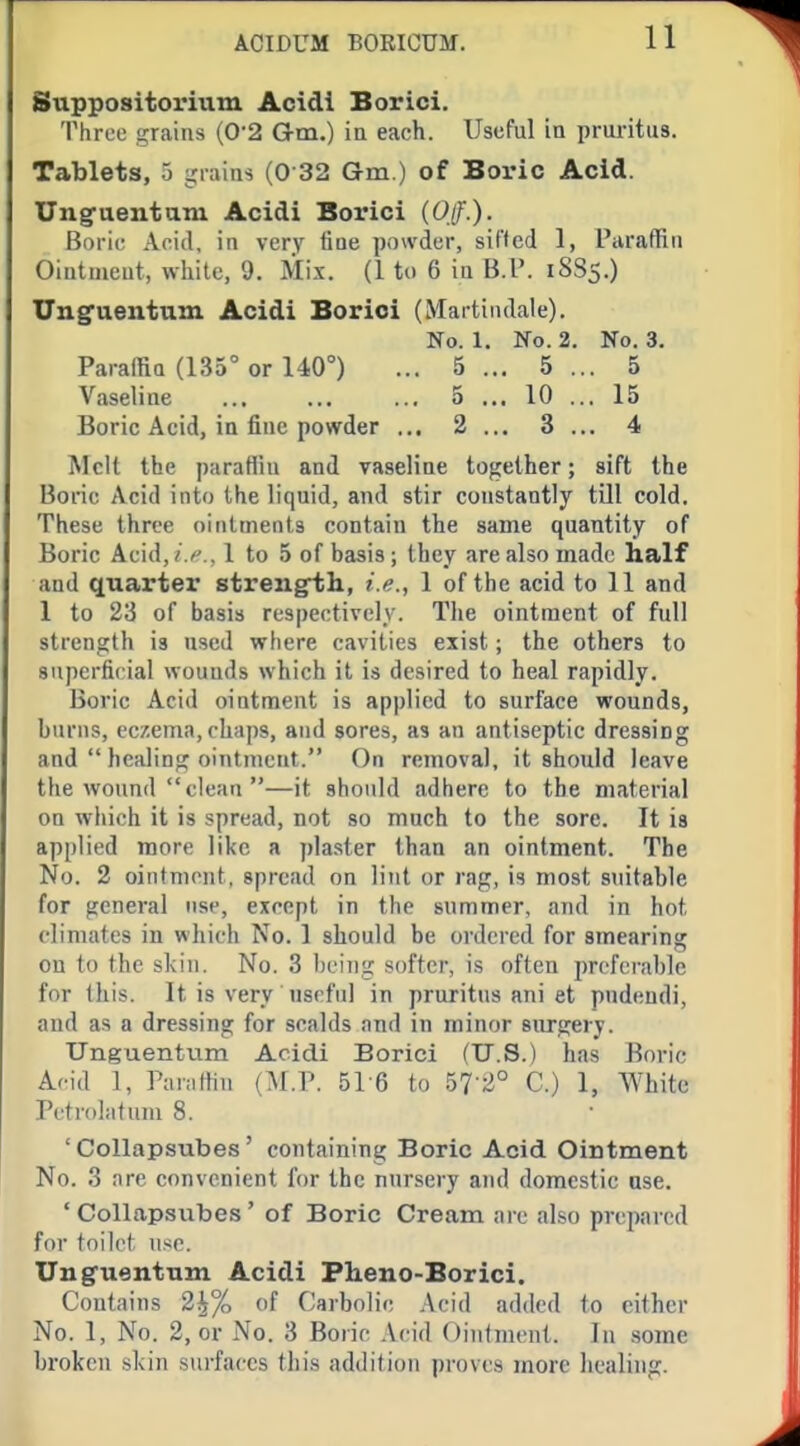 ACIDUM BORICUM. 11
Suppositorium Acidi Borici.
Three grains (0·2 Gm.) in each. Useful in pruritus.
Tablets, 5 grains (0·32 Gm.) of Boric Acid.
Unguentum Acidi Borici (Off.).
Boric Acid, in very fine powder, sifted 1, Paraffin
Ointment, white, 9. Mix. (1 to 6 in B.P. 1885.)
Unguentum Acidi Borici (Martindale).
No. 1. No. 2. No. 3.
Paraffin (135° or 140°) ... 5 ... 5 ... 5
Vaseline ... ... ... 5 ... 10 ... 15
Boric Acid, in fine powder ... 2 ... 3 ... 4
Melt the paraffin and vaseline together; sift the
Boric Acid into the liquid, and stir constantly till cold.
These three ointments contain the same quantity of
Boric Acid, i.e., 1 to 5 of basis; they are also made half
and quarter strength, i.e., 1 of the acid to 11 and
1 to 23 of basis respectively. The ointment of full
strength is used where cavities exist; the others to
superficial wounds which it is desired to heal rapidly.
Boric Acid ointment is applied to surface wounds,
burns, eczema, chaps, and sores, as an antiseptic dressing
and “healing ointment.” On removal, it should leave
the wound “clean”—it should adhere to the material
on which it is spread, not so much to the sore. It is
applied more like a plaster than an ointment. The
No. 2 ointment, spread on lint or rag, is most suitable
for general use, except in the summer, and in hot
climates in which No. 1 should be ordered for smearing
on to the skin. No. 3 being softer, is often preferable
for this. It is very useful in pruritus ani et pudendi,
and as a dressing for scalds and in minor surgery.
Unguentum Acidi Borici (U.S.) has Boric
Acid 1, Paraffin (M.P. 51·6 to 57·2° C.) 1, White
Petrolatum 8.
‘Collapsubes’ containing Boric Acid Ointment
No. 3 are convenient for the nursery and domestic use.
‘Collapsubes’ of Boric Cream are also prepared
for toilet use.
Unguentum Acidi Pheno-Borici.
Contains 2½% of Carbolic Acid added to either
No. 1, No. 2, or No. 3 Boric Acid Ointment. In some
broken skin surfaces this addition proves more healing.